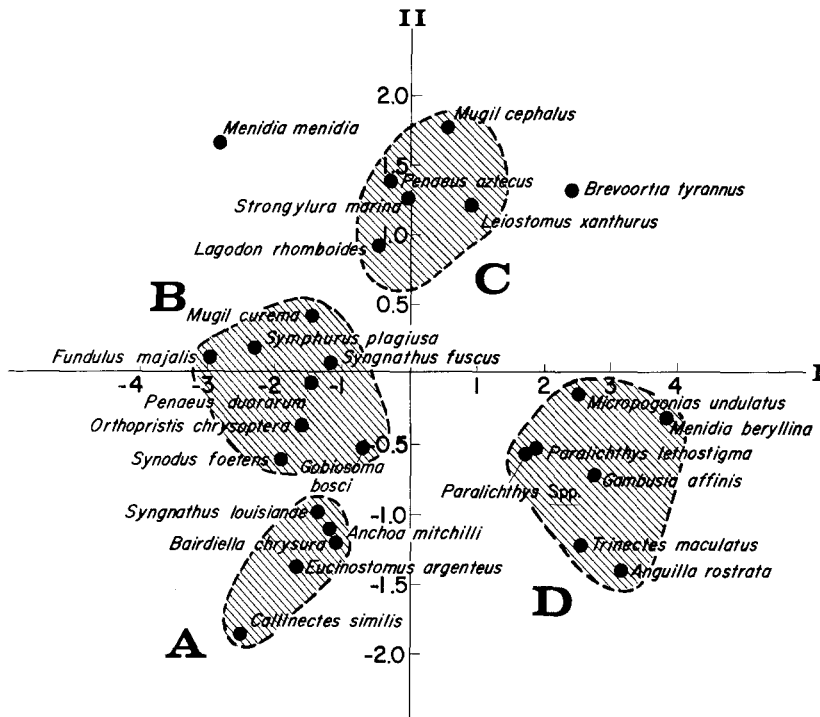 II
2.0
Mugil cephalus
Menidia menidia
1.5
Penaeus aztecus
Brevoortia tyrannus
Strongylura marina
Leiostomus xanthurus
1.0
Lagodon rhomboides
C
B
0.5
Mugil curema
Symphurus plagiusa
Fundulus majalis
Syngnathus fuscus
I
-4 -3 -2 -1 1 2 3 4
Penaeus duorarum
Micropogonias undulatus
Orthopristis chrysoptera
Menidia beryllina
-0.5
Paralichthys lethostigma
Synodus foetens
Gobiosoma
bosci
Gambusia affinis
Paralichthys Spp.
Syngnathus louisianae
-1.0
Anchoa mitchilli
Bairdiella chrysura
Trinectes maculatus
Eucinostomus argenteus
Anguilla rostrata
-1.5
D
Callinectes similis
A
-2.0